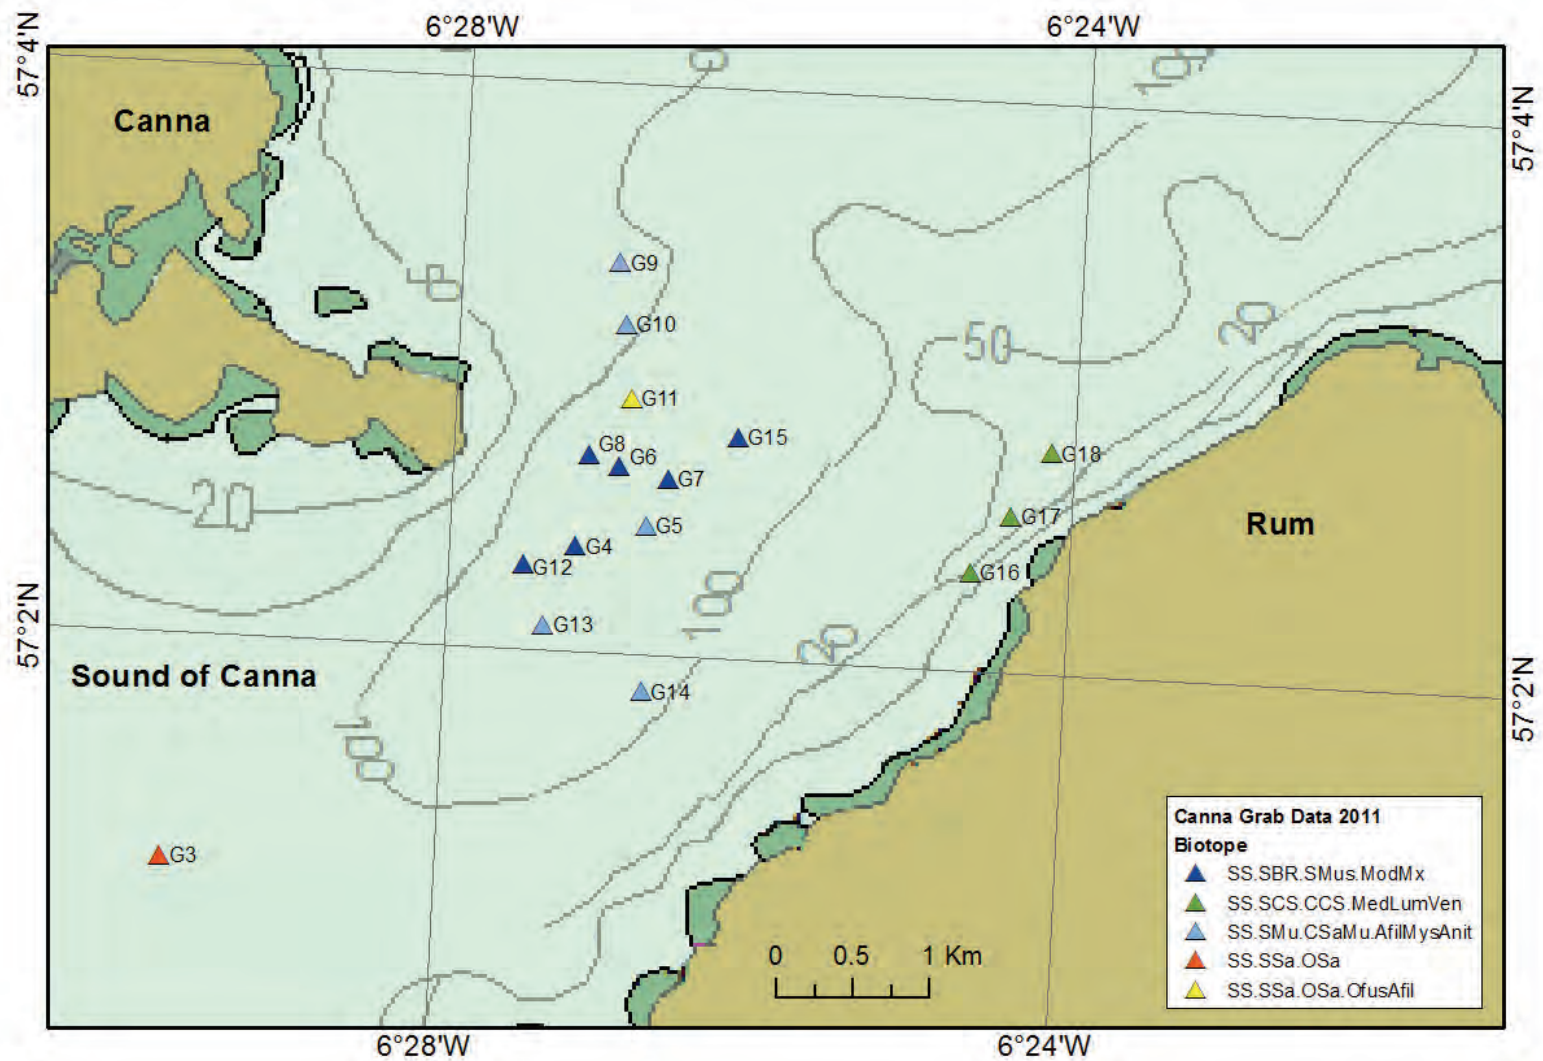 6°28'W
6°24'W
57°4'N
57°4'N
Canna
100
G9
G10
50
20
G11
G15
G8
G6
G7
G18
20
G5
G17
Rum
G4
G12
G16
100
57°2'N
G13
20
Sound of Canna
G14
57°2'N
100
G3
0 0.5 1 Km
Canna Grab Data 2011
Biotope
SS.SBR.SMus.ModMx
SS.SCS.CCS.MedLumVen
SS.SMu.CSaMu.AfilMysAnit
SS.SSa.OSa
SS.SSa.OSa.OfusAfil
6°28'W
6°24'W